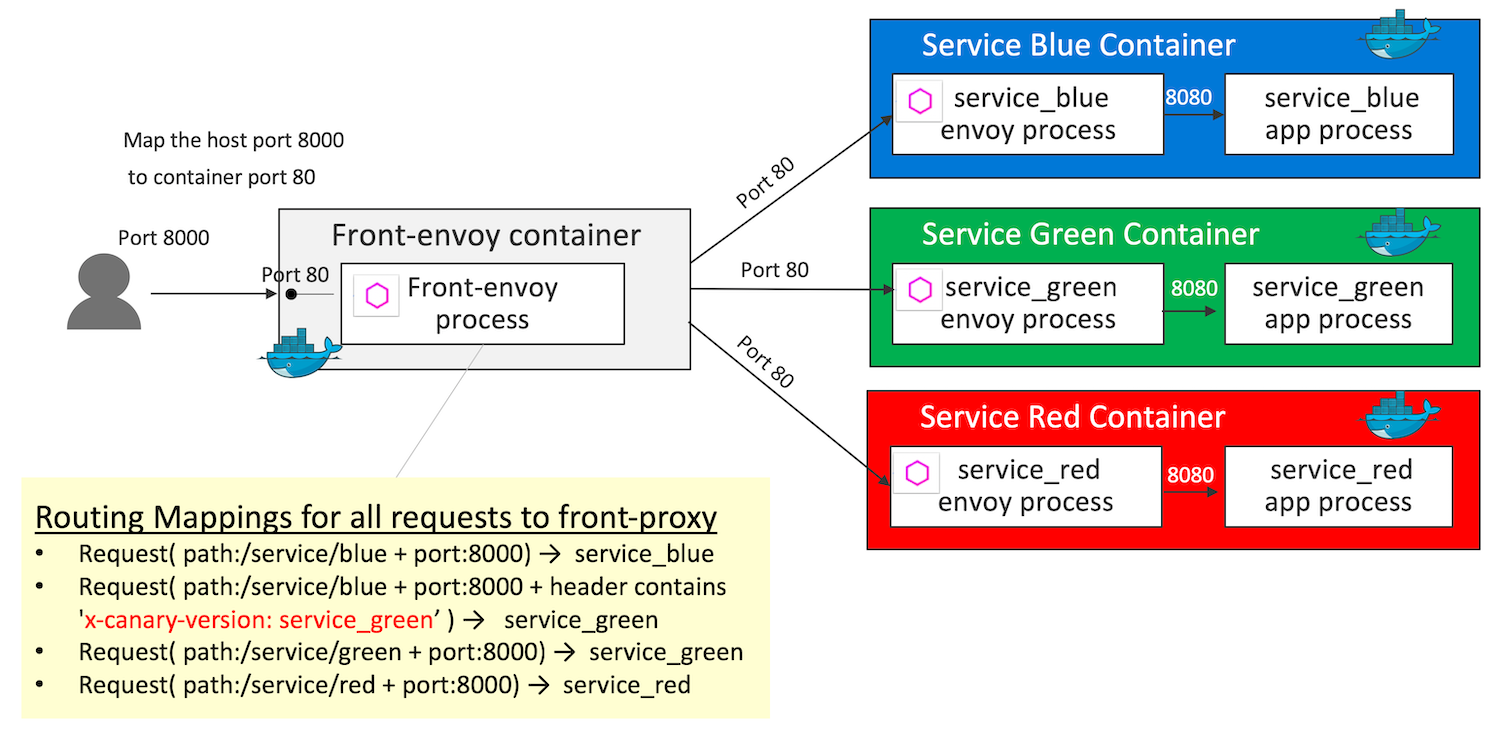 Map the host port 8000
to container port 80
Port 8000
Port 80
Front-envoy container
Front-envoy
process
Port 80
Port 80
Port 80
Service Blue Container
service_blue
envoy process
8080
service_blue
app process
Service Green Container
service_green
envoy process
8080
service_green
app process
Service Red Container
service_red
envoy process
8080
service_red
app process
Routing Mappings for all requests to front-proxy
• Request( path:/service/blue + port:8000) → service_blue
• Request( path:/service/blue + port:8000 + header contains
'x-canary-version: service_green’ ) → service_green
• Request( path:/service/green + port:8000) → service_green
• Request( path:/service/red + port:8000) → service_red